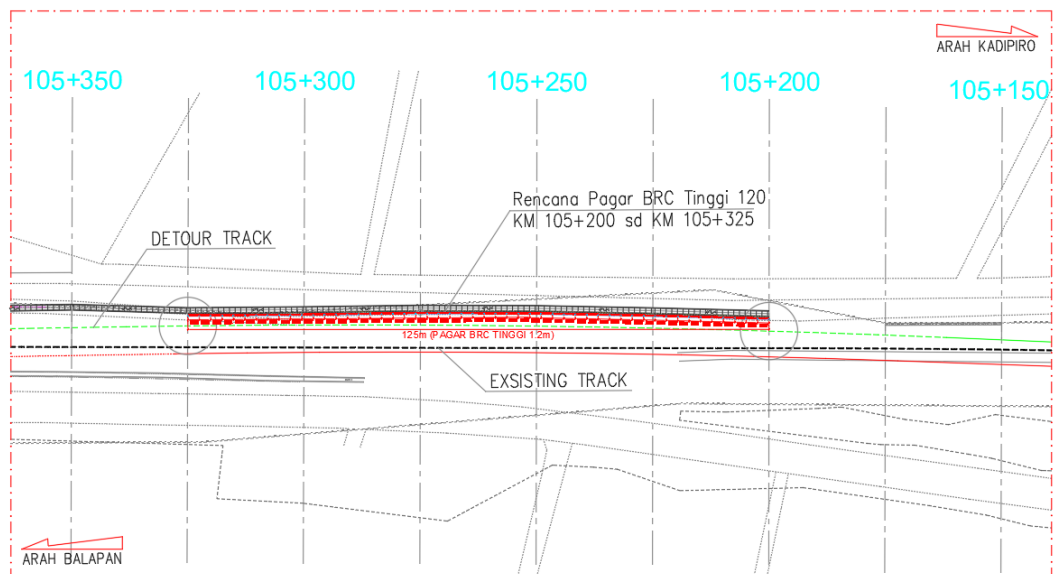 ARAH KADIPIRO
105+350
105+300
105+250
105+200
105+150
Rencana Pagar BRC Tinggi 120
KM 105+200 sd KM 105+325
DETOUR TRACK
125m (PAGAR BRC TINGGI 1.2m)
EXSISTING TRACK
ARAH BALAPAN